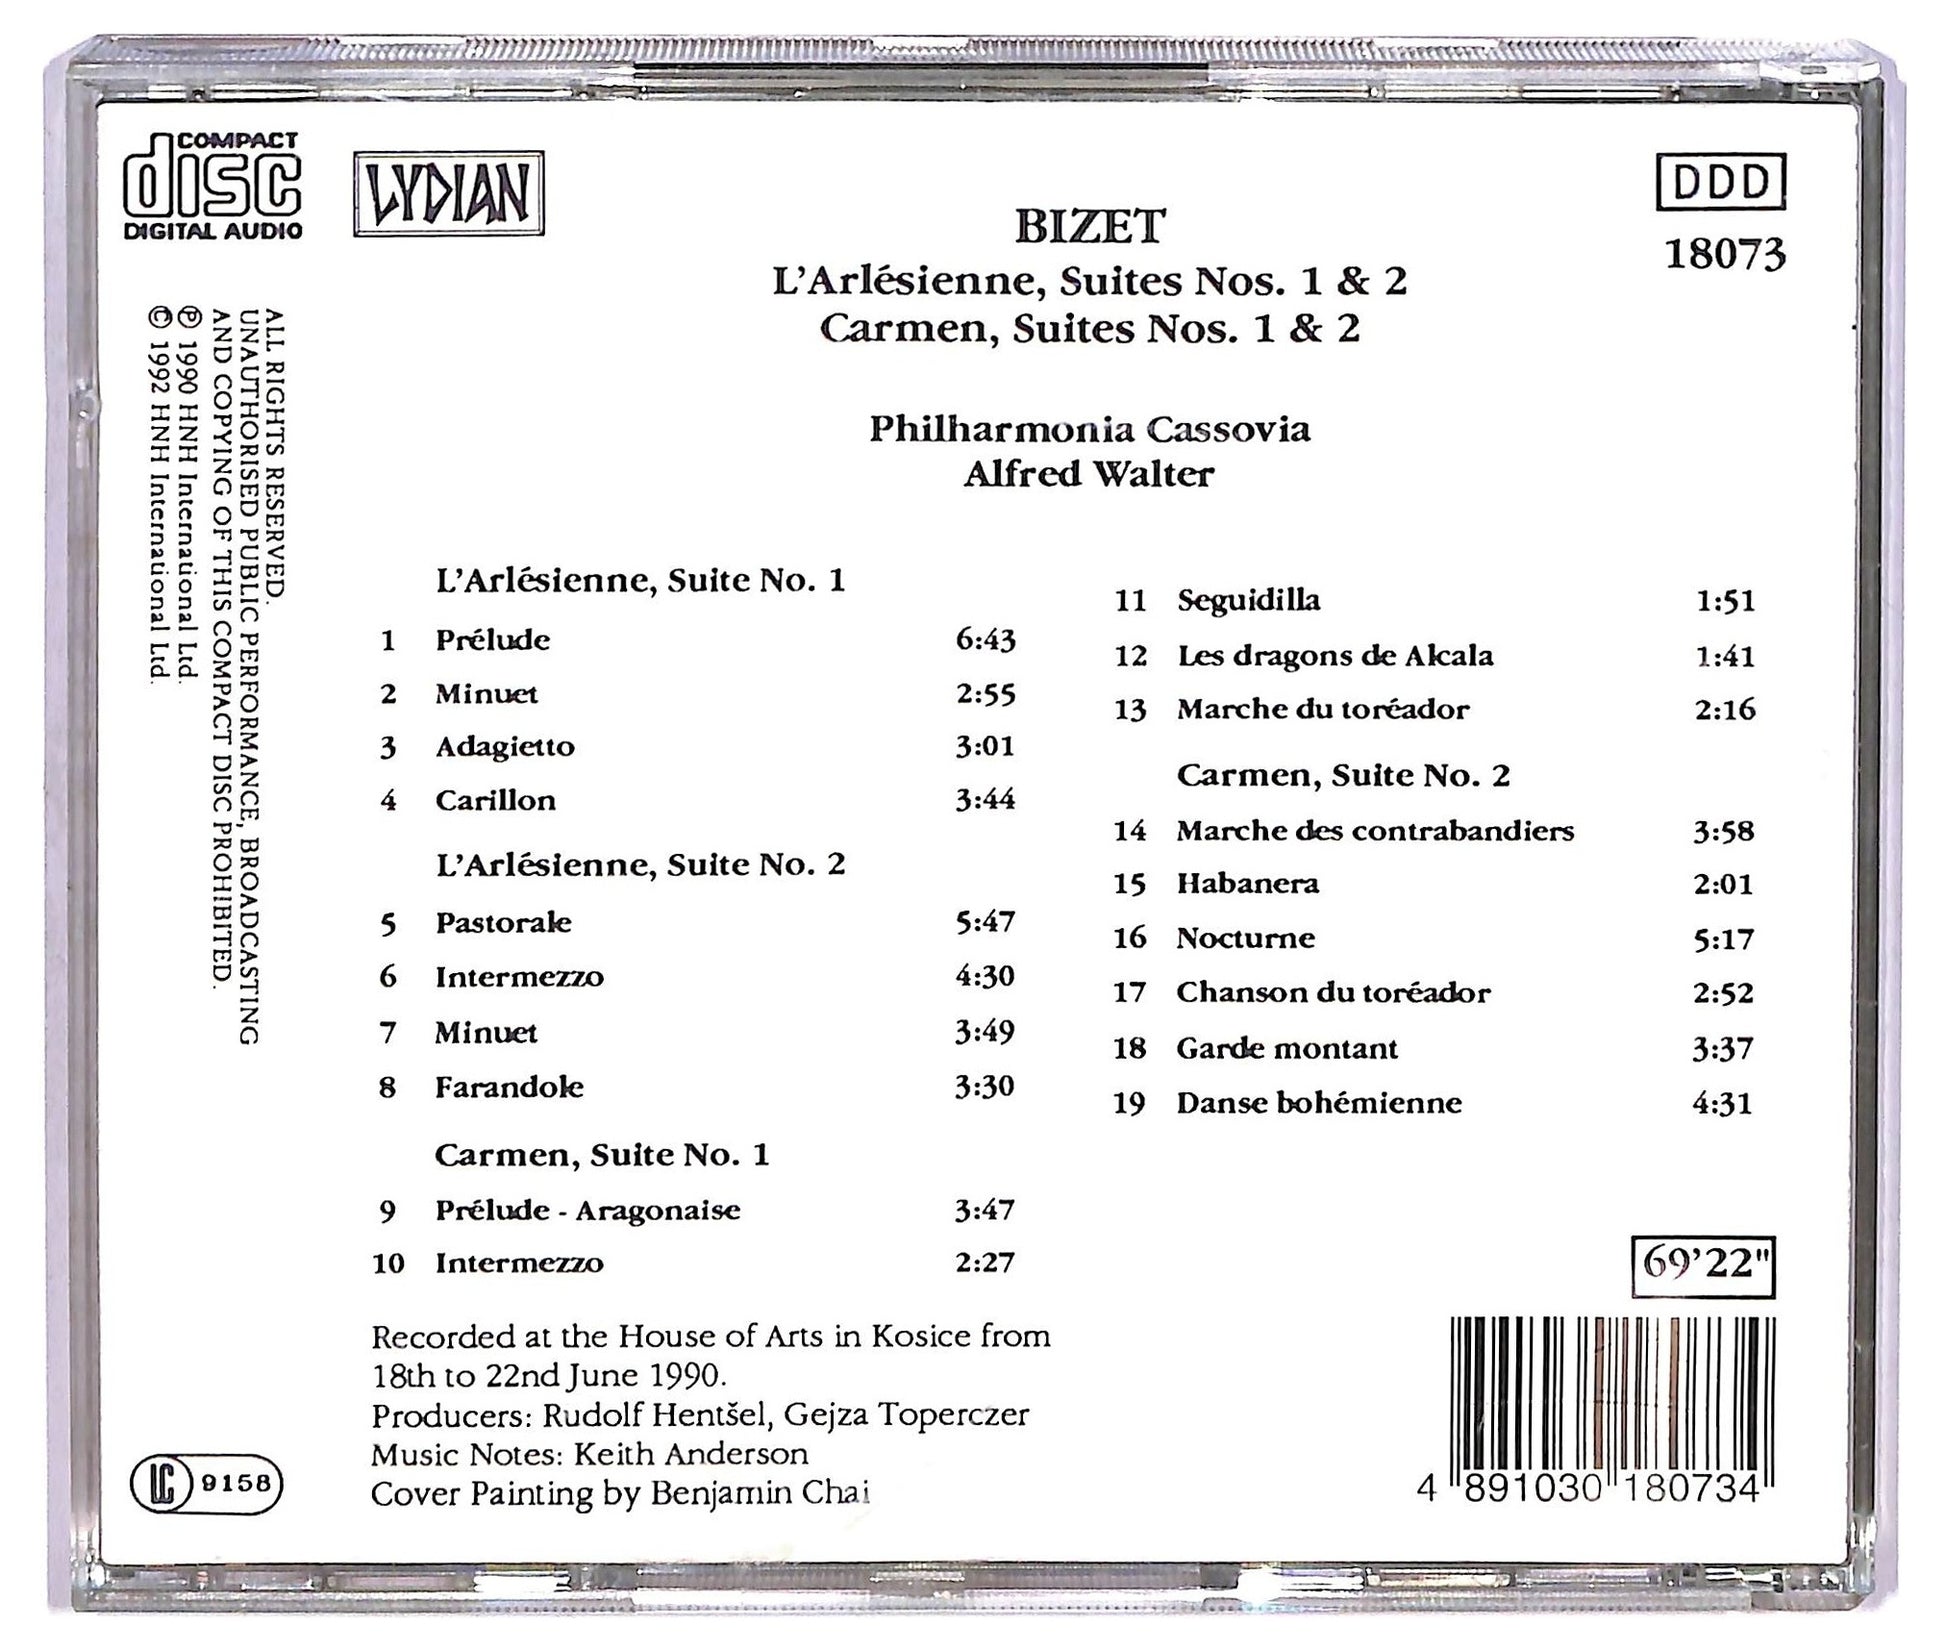 COMPACT
disc
DIGITAL AUDIO
LYDIAN
DDD
18073
BIZET
L'Arlésienne, Suites Nos. 1 & 2
Carmen, Suites Nos. 1 & 2
Philharmonia Cassovia
Alfred Walter
ALL RIGHTS RESERVED.
UNAUTHORISED PUBLIC PERFORMANCE, BROADCASTING
AND COPYING OF THIS COMPACT DISC PROHIBITED.
℗ 1990 HNH International Ltd.
© 1992 HNH International Ltd.
L'Arlésienne, Suite No. 1
1 Prélude 6:43
2 Minuet 2:55
3 Adagietto 3:01
4 Carillon 3:44
L'Arlésienne, Suite No. 2
5 Pastorale 5:47
6 Intermezzo 4:30
7 Minuet 3:49
8 Farandole 3:30
Carmen, Suite No. 1
9 Prélude - Aragonaise 3:47
10 Intermezzo 2:27
11 Seguidilla 1:51
12 Les dragons de Alcala 1:41
13 Marche du toréador 2:16
Carmen, Suite No. 2
14 Marche des contrabandiers 3:58
15 Habanera 2:01
16 Nocturne 5:17
17 Chanson du toréador 2:52
18 Garde montant 3:37
19 Danse bohémienne 4:31
69'22"
Recorded at the House of Arts in Kosice from
18th to 22nd June 1990.
Producers: Rudolf Hentšel, Gejza Toperczer
Music Notes: Keith Anderson
Cover Painting by Benjamin Chai
LC 9158
4 891030 180734